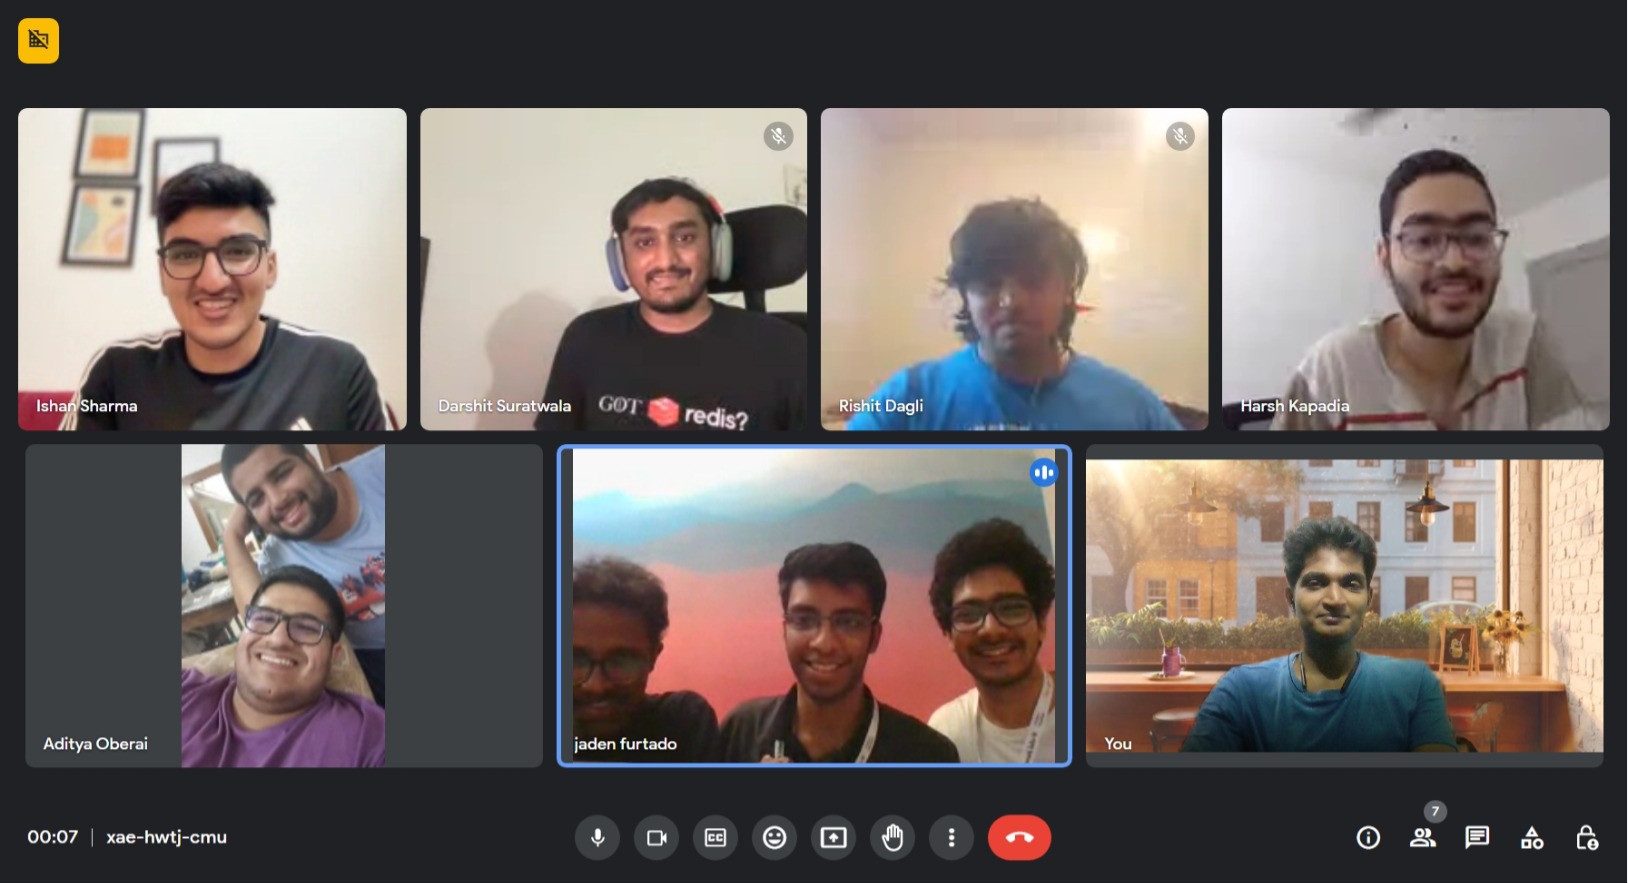 Ishan Sharma
Darshit Suratwala
GOT redis?
Rishit Dagli
Harsh Kapadia
Aditya Oberai
jaden furtado
You
00:07 | xae-hwtj-cmu
CC
7